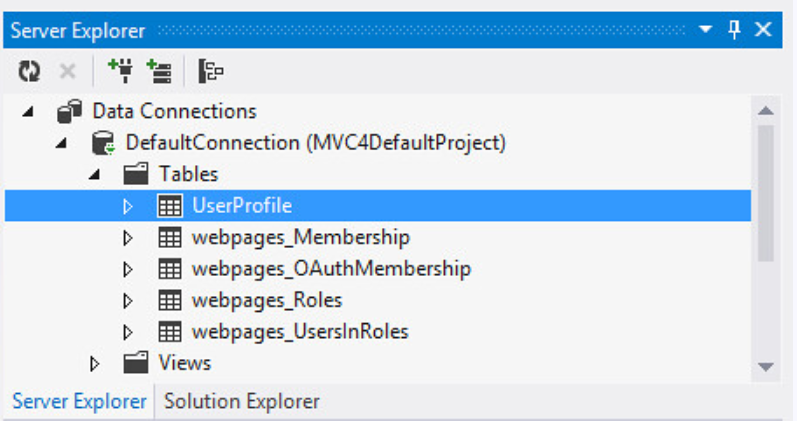 Server Explorer
Data Connections
DefaultConnection (MVC4DefaultProject)
Tables
UserProfile
webpages_Membership
webpages_OAuthMembership
webpages_Roles
webpages_UsersInRoles
Views
Server Explorer Solution Explorer